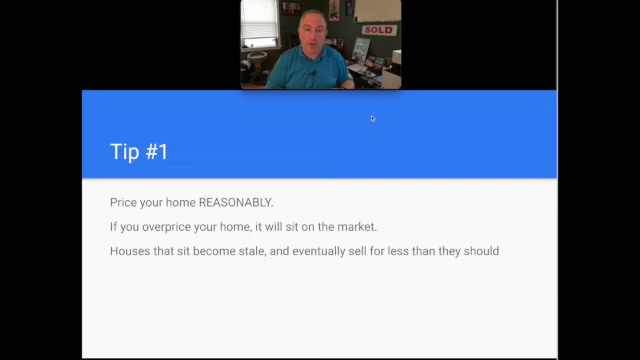 SOLD
Tip #1
Price your home REASONABLY.
If you overprice your home, it will sit on the market.
Houses that sit become stale, and eventually sell for less than they should